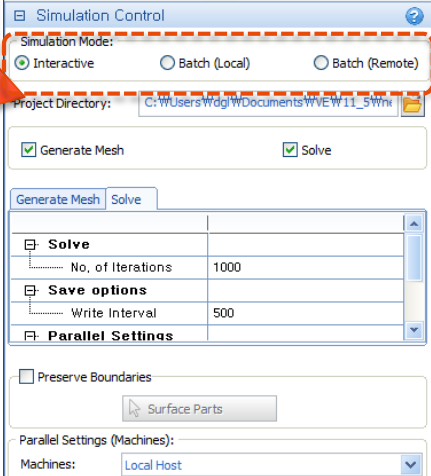 Simulation Control
Simulation Mode:
Interactive Batch (Local) Batch (Remote)
Project Directory: C:₩Users₩dgl₩Documents₩VE₩11_5₩ne
Generate Mesh Solve
Generate Mesh Solve
Solve
No, of Iterations 1000
Save options
Write Interval 500
Parallel Settings
Preserve Boundaries
Surface Parts
Parallel Settings (Machines):
Machines: Local Host